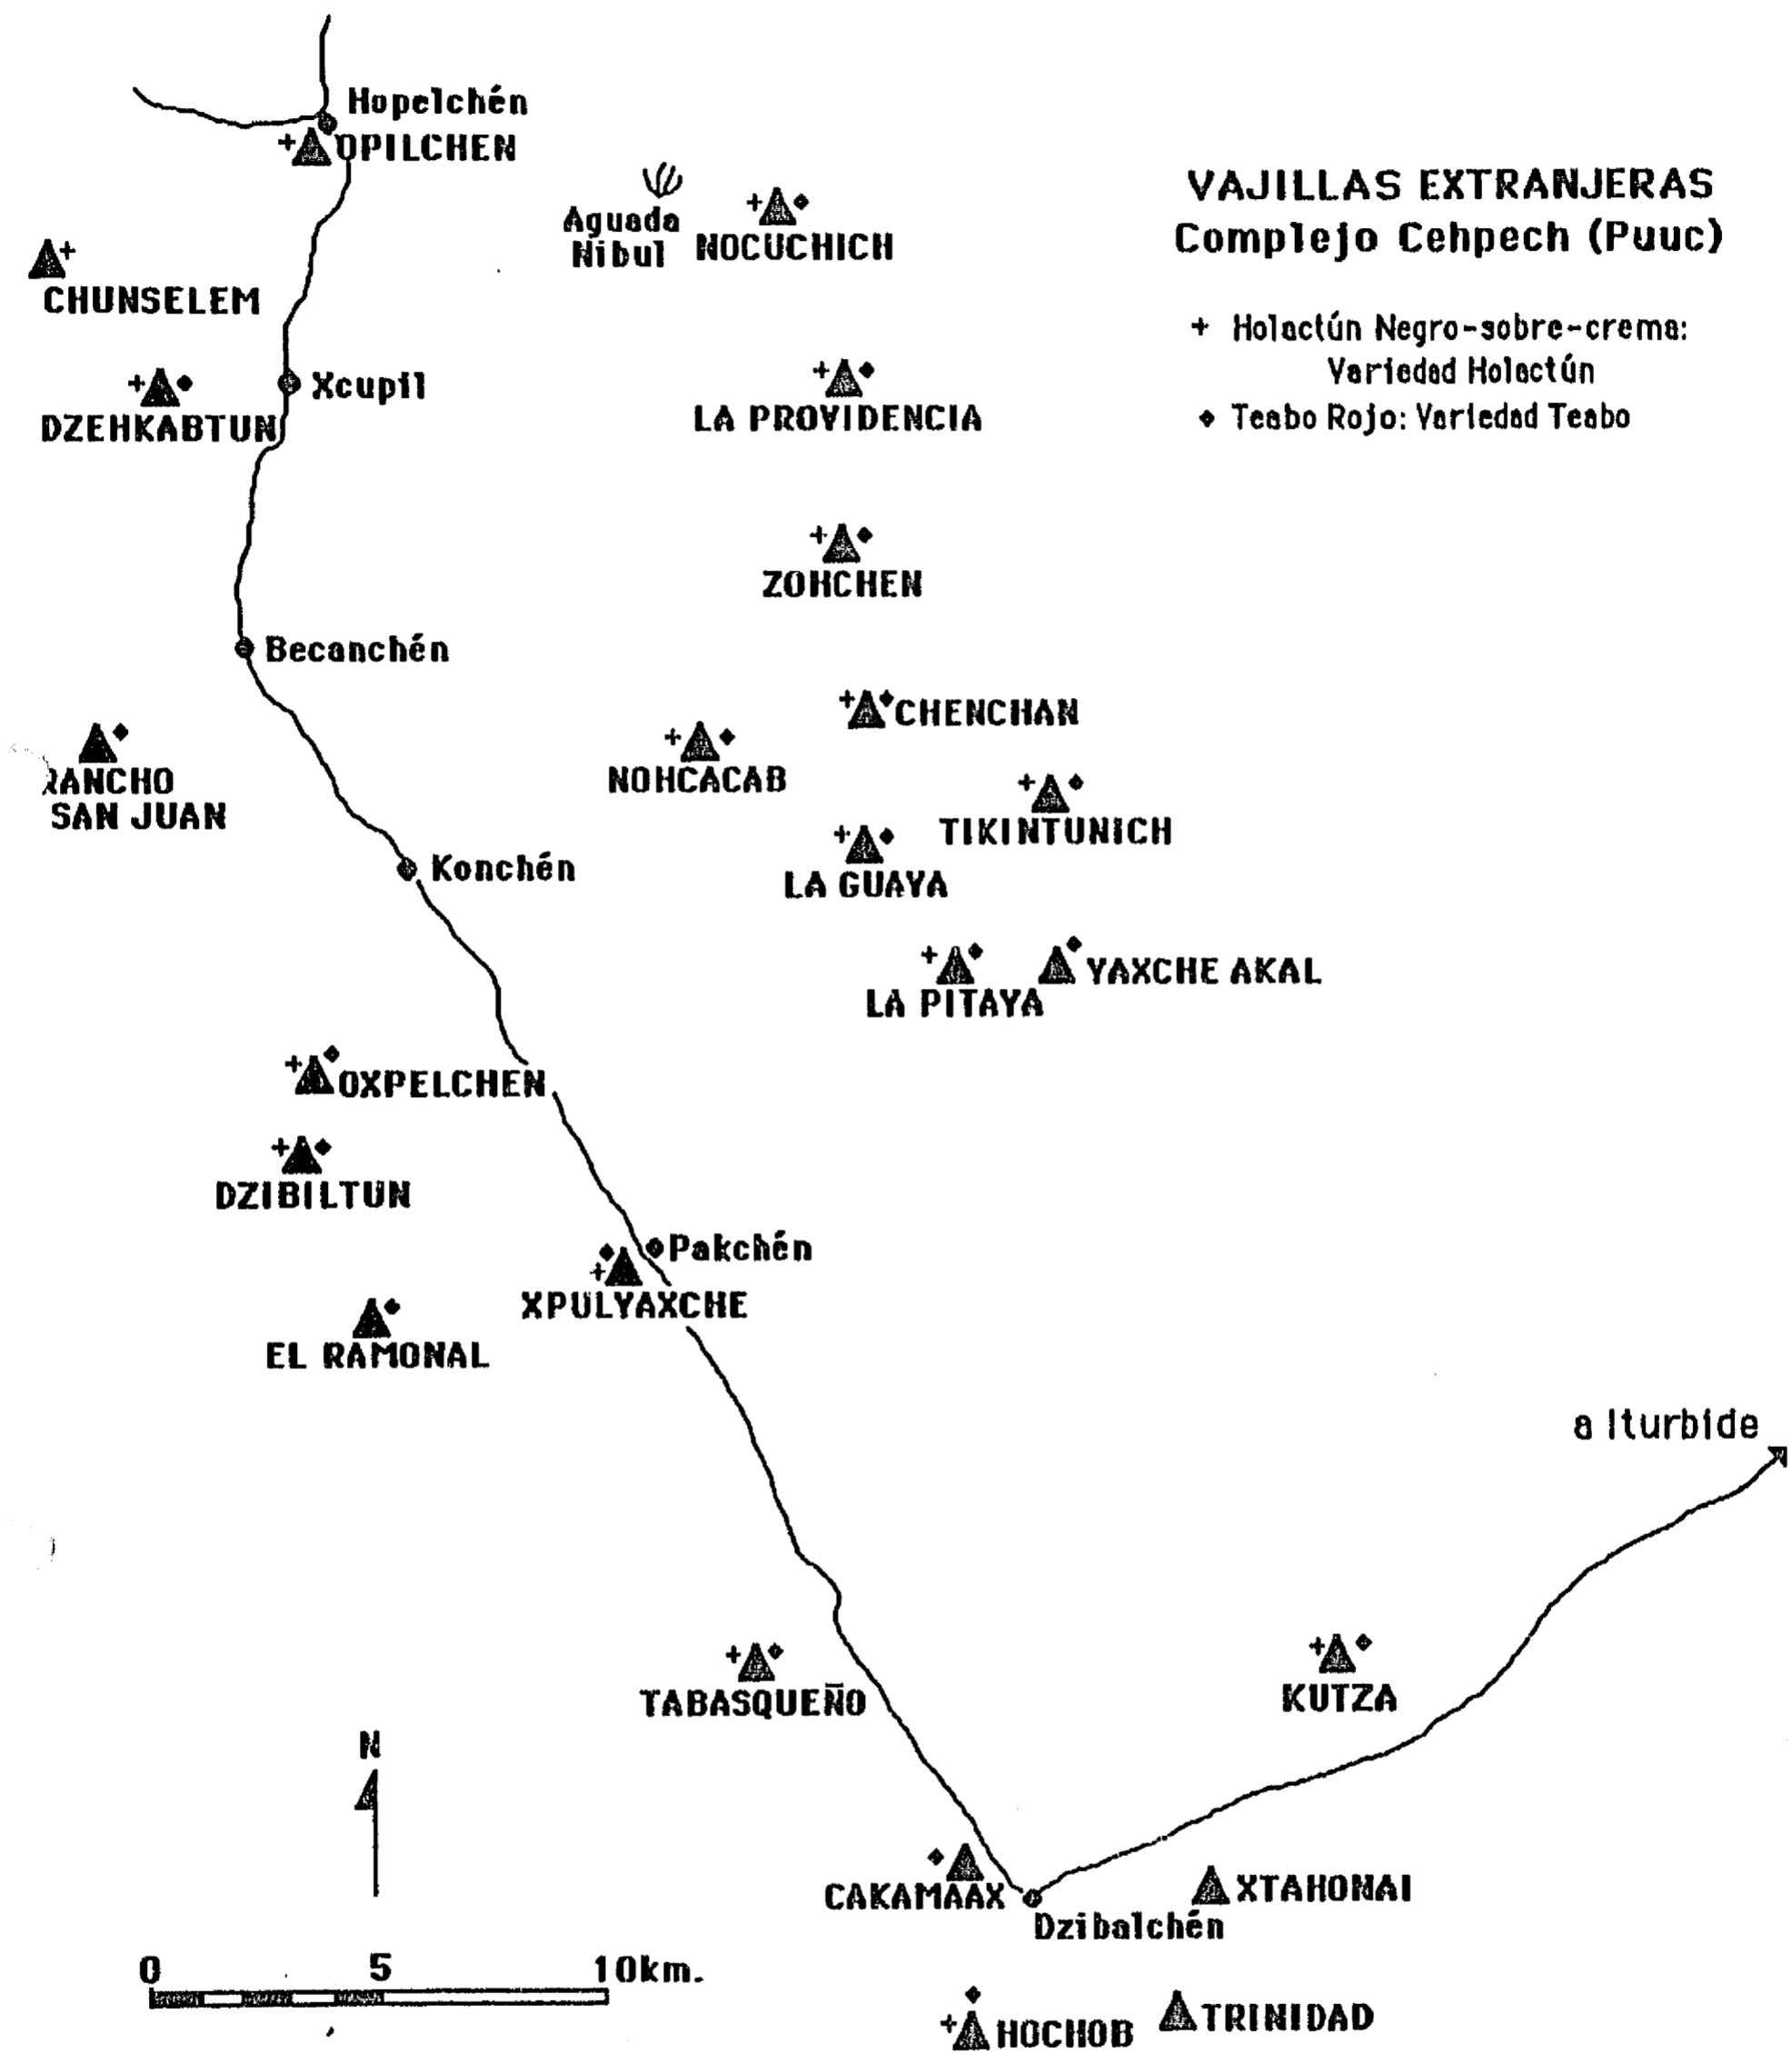 Hopelchén
OPILCHEN
Aguada
Nibul
NOCUCHICH
VAJILLAS EXTRANJERAS
Complejo Cehpech (Puuc)
CHUNSELEM
+ Holactún Negro-sobre-crema:
Variedad Holactún
◆ Teabo Rojo: Variedad Teabo
Xcupil
DZEHKABTUN
LA PROVIDENCIA
ZOHCHEN
Becanchén
CHENCHAN
RANCHO
SAN JUAN
NOHCACAB
TIKINTUNICH
Konchén
LA GUAYA
YAXCHE AKAL
LA PITAYA
OXPELCHEN
DZIBILTUN
Pakchén
XPULYAXCHE
EL RAMONAL
a Iturbide
TABASQUEÑO
KUTZA
N
CAKAMAAX
XTAHONAI
Dzibalchén
0 5 10km.
HOCHOB
TRINIDAD